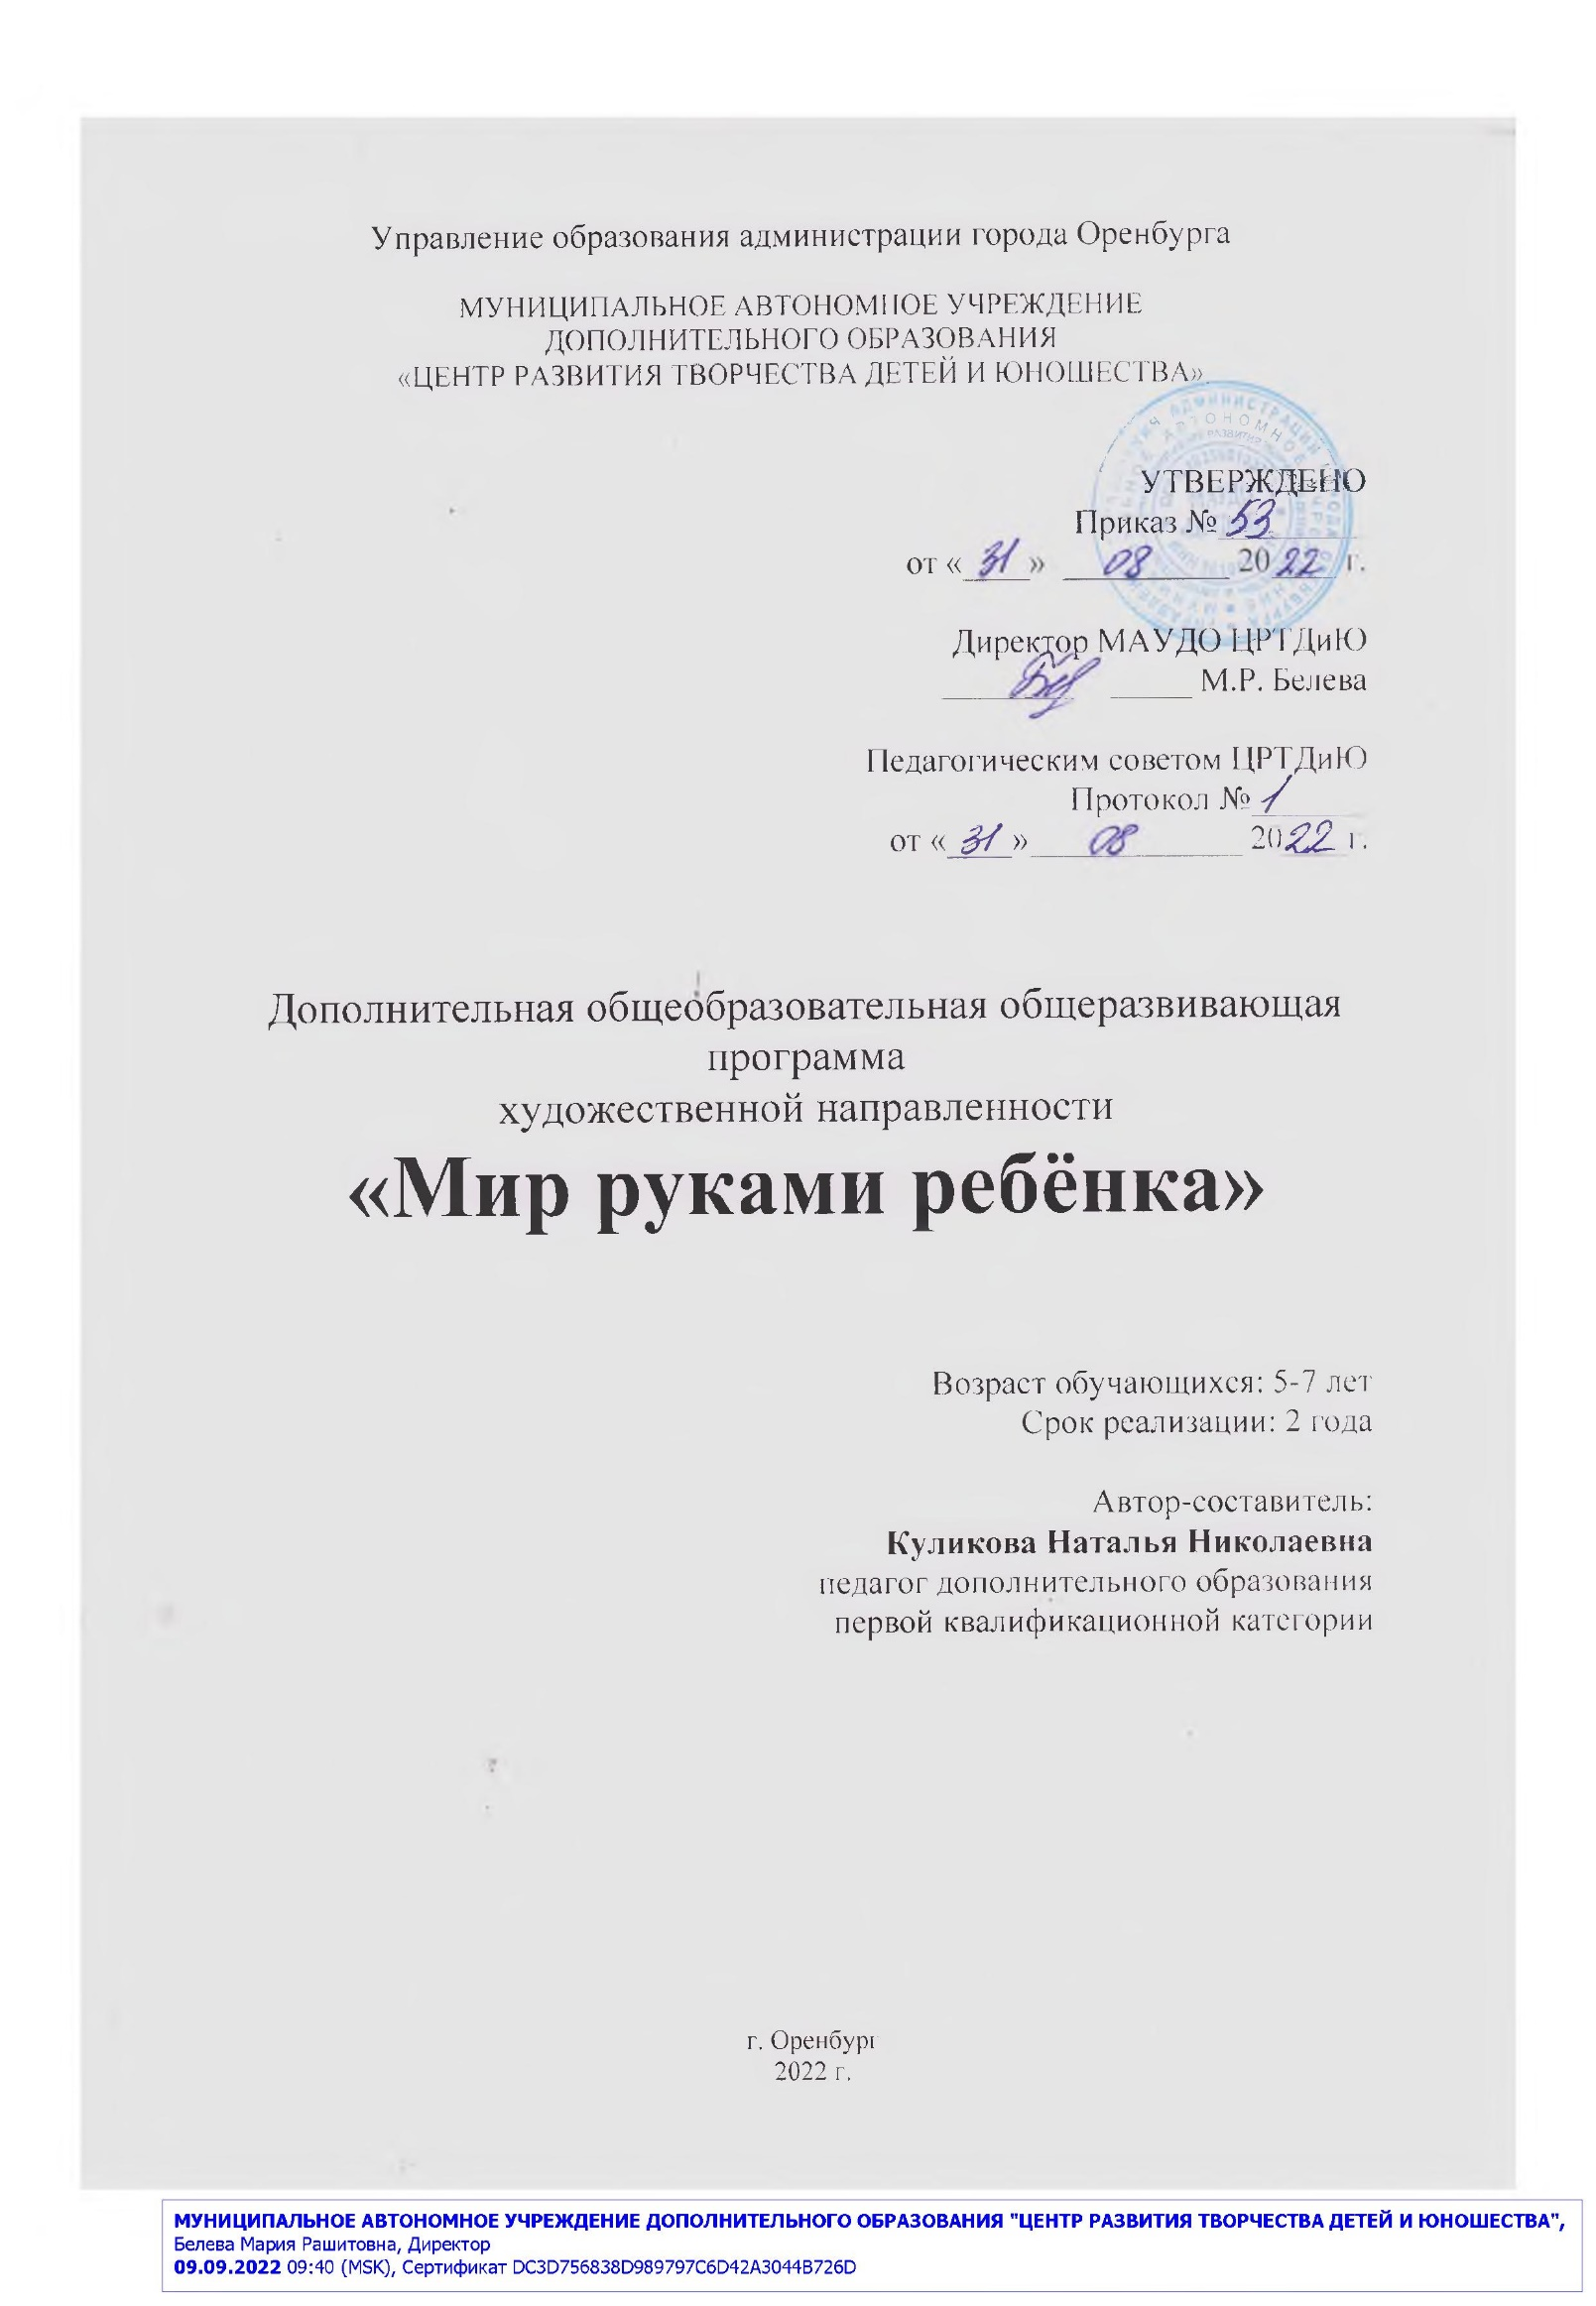 Управление образования администрации города Оренбурга
МУНИЦИПАЛЬНОЕ АВТОНОМНОЕ УЧРЕЖДЕНИЕ
ДОПОЛНИТЕЛЬНОГО ОБРАЗОВАНИЯ
«ЦЕНТР РАЗВИТИЯ ТВОРЧЕСТВА ДЕТЕЙ И ЮНОШЕСТВА»
УТВЕРЖДЕНО
Приказ № 53
от « 31 » 08 2022 г.
Директор МАУДО ЦРТДиЮ
М.Р. Белева
Педагогическим советом ЦРТДиЮ
Протокол № 1
от « 31 » 08 2022 г.
Дополнительная общеобразовательная общеразвивающая
программа
художественной направленности
«Мир руками ребёнка»
Возраст обучающихся: 5-7 лет
Срок реализации: 2 года
Автор-составитель:
Куликова Наталья Николаевна
педагог дополнительного образования
первой квалификационной категории
г. Оренбург
2022 г.
МУНИЦИПАЛЬНОЕ АВТОНОМНОЕ УЧРЕЖДЕНИЕ ДОПОЛНИТЕЛЬНОГО ОБРАЗОВАНИЯ "ЦЕНТР РАЗВИТИЯ ТВОРЧЕСТВА ДЕТЕЙ И ЮНОШЕСТВА",
Белева Мария Рашитовна, Директор
09.09.2022 09:40 (MSK), Сертификат DC3D756838D989797C6D42A3044B726D